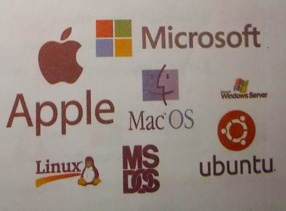 Microsoft
Apple
Mac OS
Windows Server
Linux
MS
DOS
ubuntu